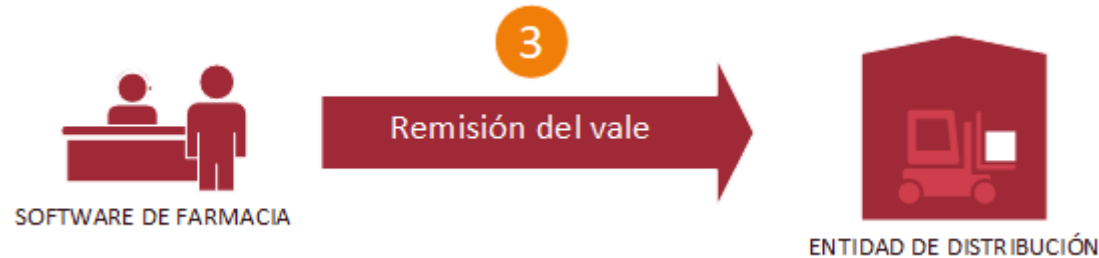 3
Remisión del vale
SOFTWARE DE FARMACIA
ENTIDAD DE DISTRIBUCIÓN